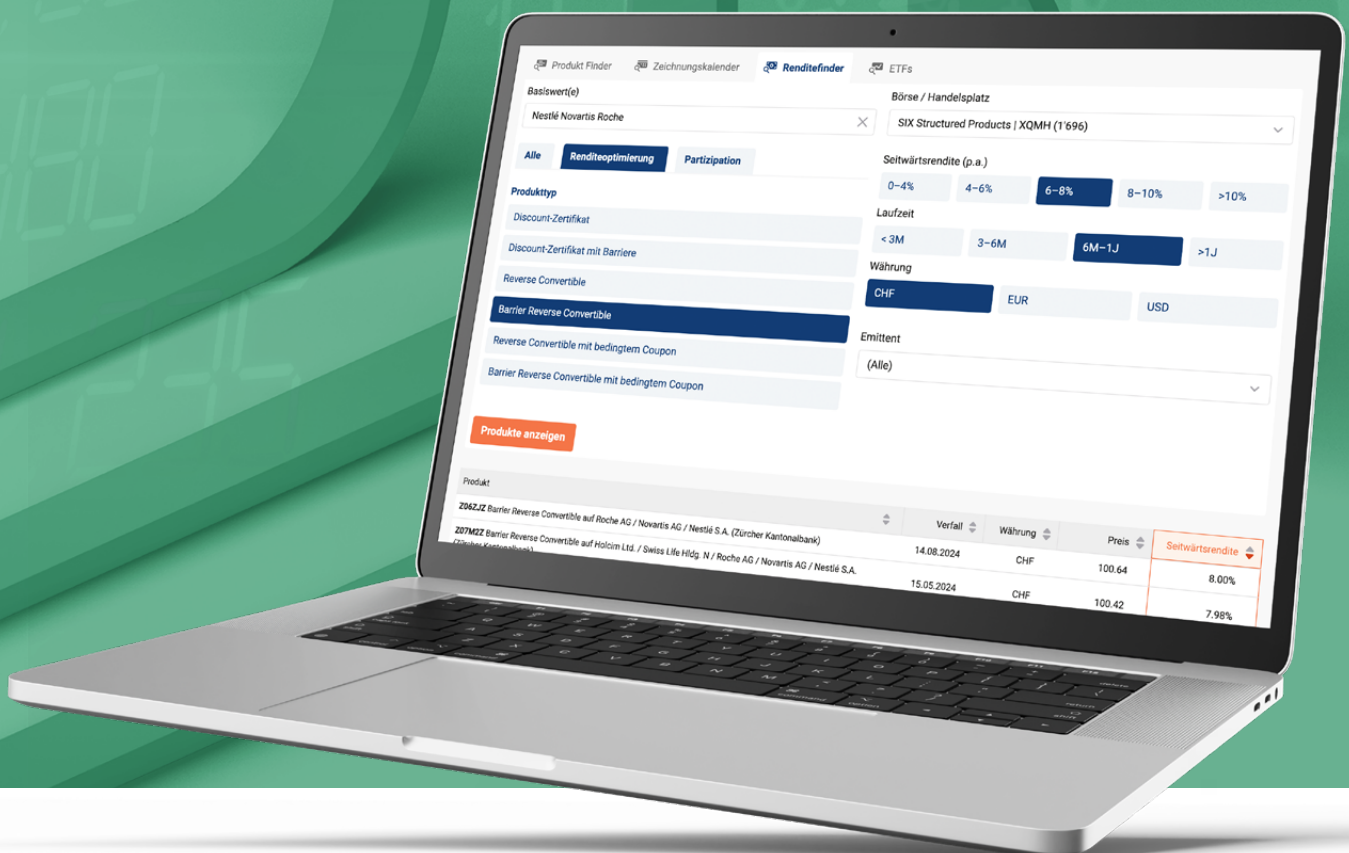 Produkt Finder
Zeichnungskalender
Renditefinder
ETFs
Basiswert(e)
Nestlé Novartis Roche
Börse / Handelsplatz
SIX Structured Products | XQMH (1'696)
Alle
Renditeoptimierung
Partizipation
Seitwärtsrendite (p.a.)
0–4%
4–6%
6–8%
8–10%
>10%
Produkttyp
Discount-Zertifikat
Discount-Zertifikat mit Barriere
Reverse Convertible
Barrier Reverse Convertible
Reverse Convertible mit bedingtem Coupon
Barrier Reverse Convertible mit bedingtem Coupon
Laufzeit
< 3M
3–6M
6M–1J
>1J
Währung
CHF
EUR
USD
Emittent
(Alle)
Produkte anzeigen
Produkt
Verfall
Währung
Preis
Seitwärtsrendite
Z06ZJZ Barrier Reverse Convertible auf Roche AG / Novartis AG / Nestlé S.A. (Zürcher Kantonalbank)
14.08.2024
CHF
100.64
8.00%
Z07M2Z Barrier Reverse Convertible auf Holcim Ltd. / Swiss Life Hldg. N / Roche AG / Novartis AG / Nestlé S.A.
(Zürcher Kantonalbank)
15.05.2024
CHF
100.42
7.98%